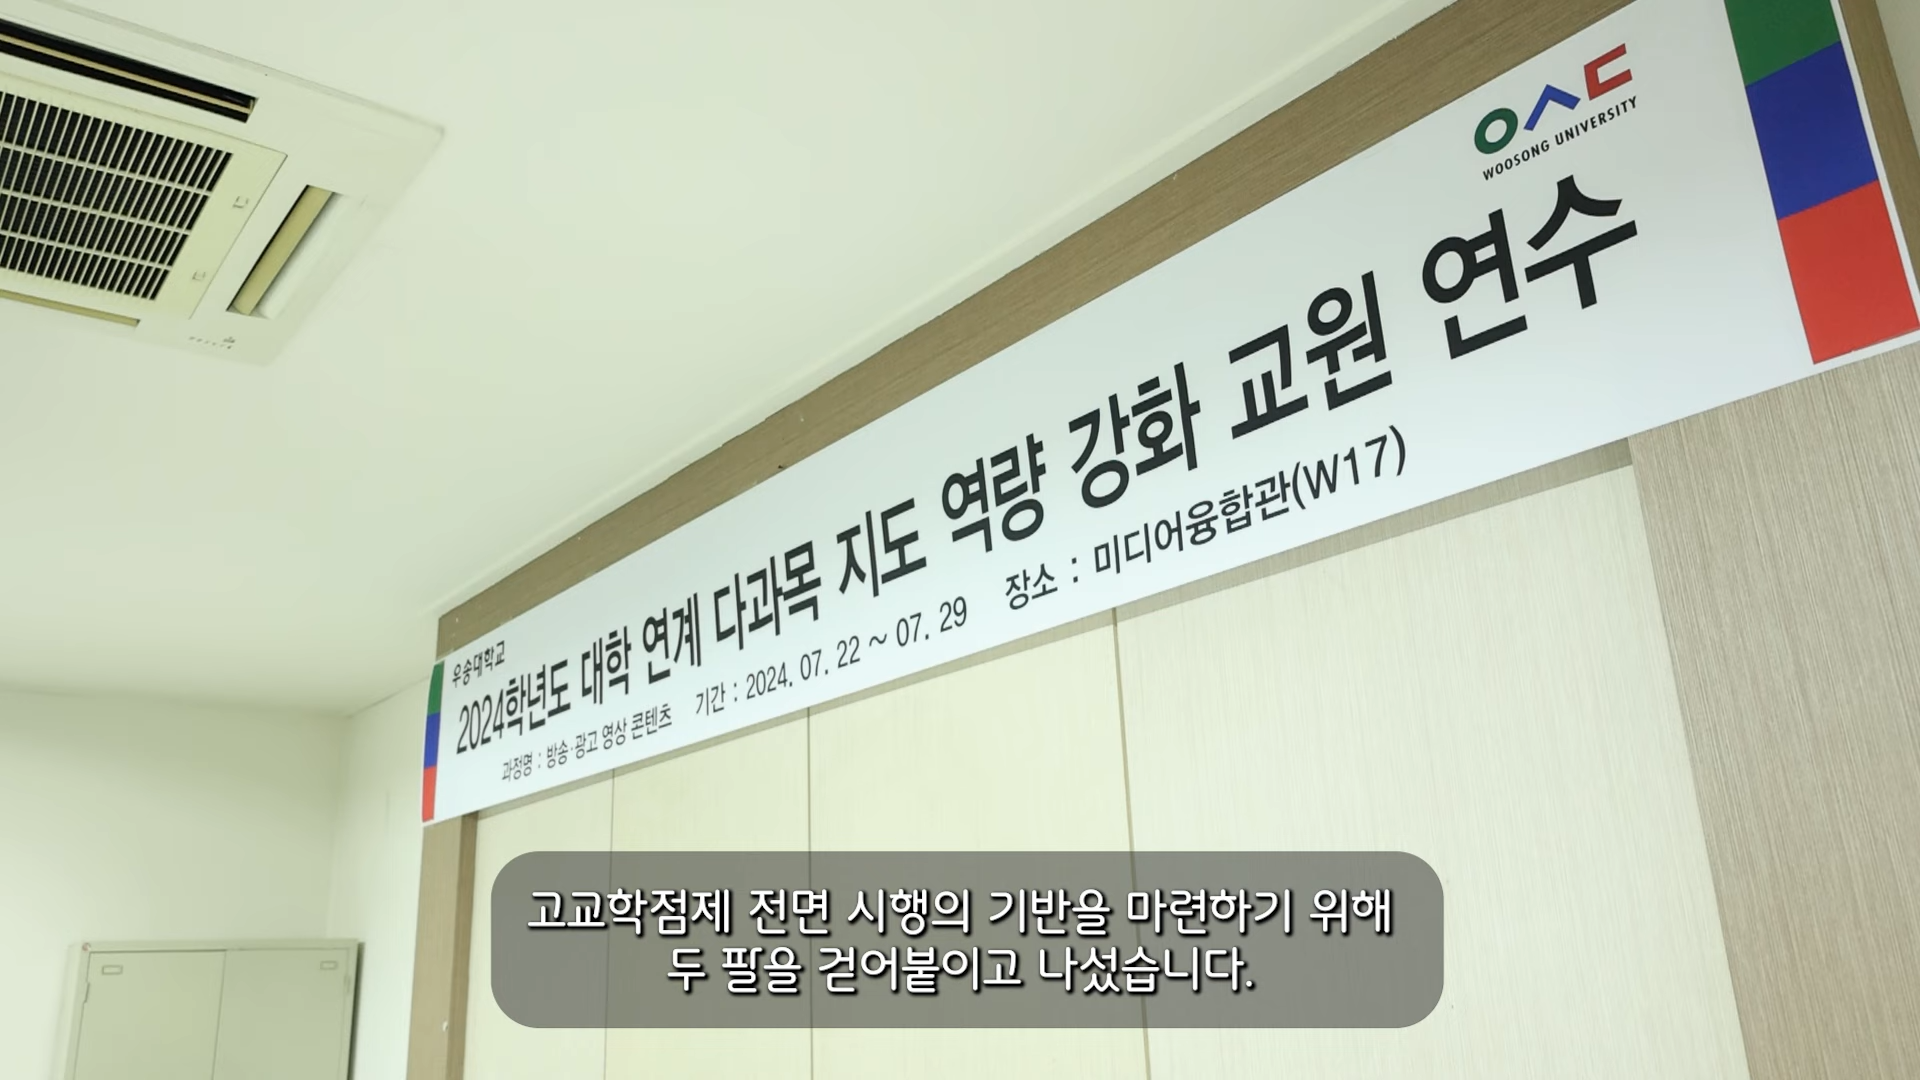 ㅇㅅㄷ
WOOSONG UNIVERSITY
우송대학교
2024학년도 대학 연계 다과목 지도 역량 강화 교원 연수
과정명 : 방송·광고 영상 콘텐츠 기간 : 2024. 07. 22 ~ 07. 29 장소 : 미디어융합관(W17)
고교학점제 전면 시행의 기반을 마련하기 위해
두 팔을 걷어붙이고 나섰습니다.